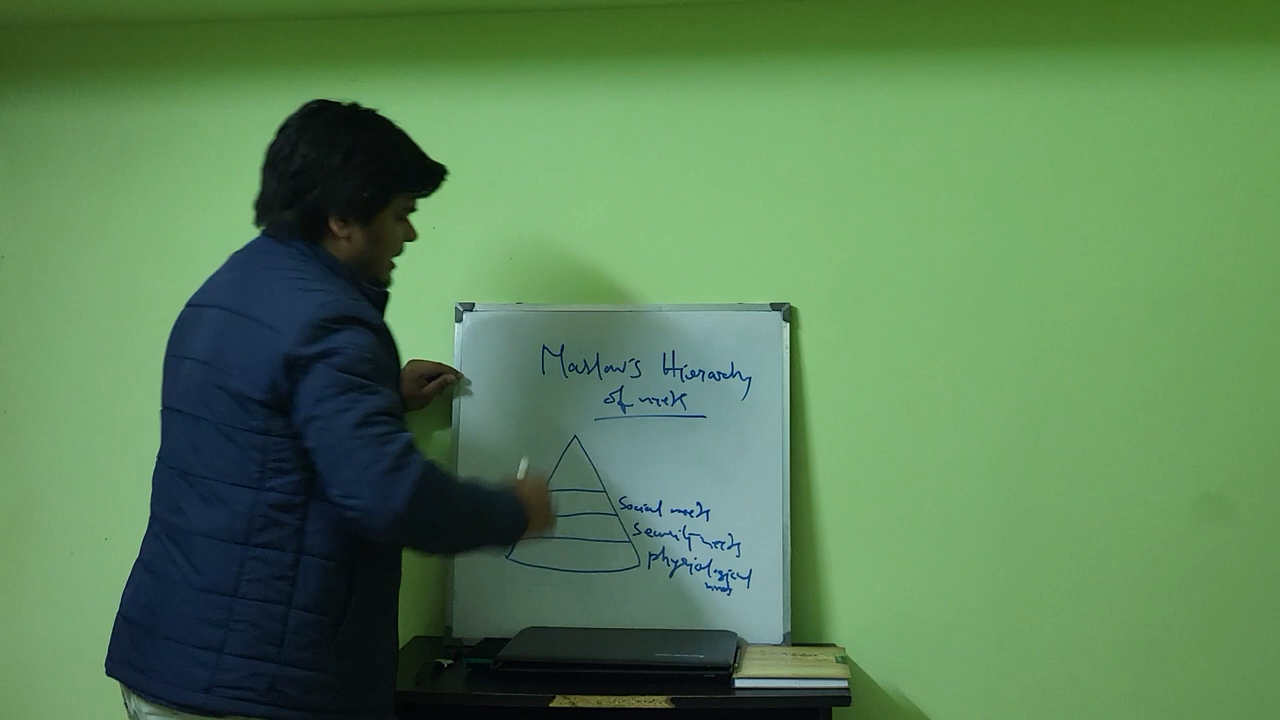 Maslow's Hierarchy
of needs
Social needs
Security needs
physiological
needs